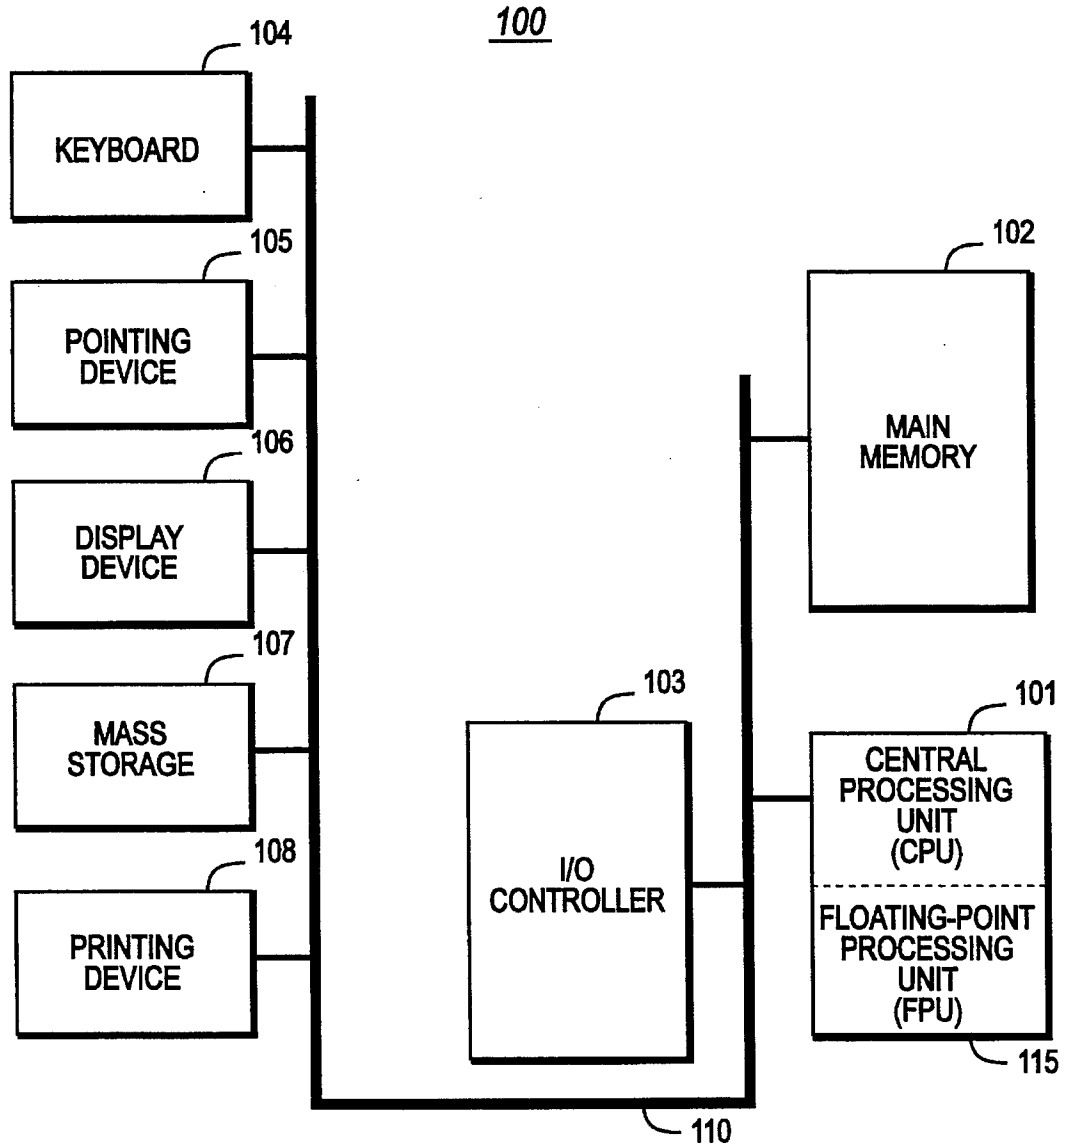 100
104
KEYBOARD
105
POINTING
DEVICE
106
DISPLAY
DEVICE
107
MASS
STORAGE
108
PRINTING
DEVICE
102
MAIN
MEMORY
103
I/O
CONTROLLER
101
CENTRAL
PROCESSING
UNIT
(CPU)
FLOATING-POINT
PROCESSING
UNIT
(FPU)
115
110